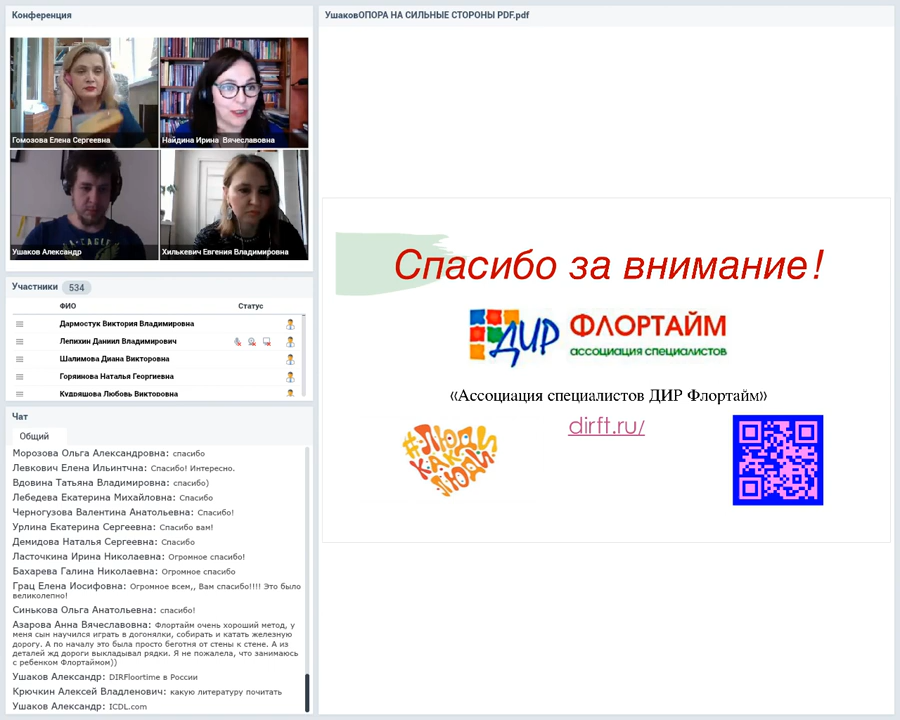 Конференция
Гомозова Елена Сергеевна
Найдина Ирина Вячеславовна
Ушаков Александр
Хилькевич Евгения Владимировна
Участники 534
ФИО Статус
Дармостук Виктория Владимировна
Лепихин Даниил Владимирович
Шалимова Диана Викторовна
Горяинова Наталья Георгиевна
Кудряшова Любовь Викторовна
Чат
Общий
Морозова Ольга Александровна: спасибо
Левкович Елена Ильинтчна: Спасибо! Интересно.
Вдовина Татьяна Владимировна: спасибо)
Лебедева Екатерина Михайловна: Спасибо
Черногузова Валентина Анатольевна: Спасибо!
Урлина Екатерина Сергеевна: Спасибо вам!
Демидова Наталья Сергеевна: Спасибо
Ласточкина Ирина Николаевна: Огромное спасибо!
Бахарева Галина Николаевна: Огромное спасибо
Грац Елена Иосифовна: Огромное всем,, Вам спасибо!!!! Это было
великолепно!
Синькова Ольга Анатольевна: спасибо!
Азарова Анна Вячеславовна: Флортайм очень хороший метод, у
меня сын научился играть в догонялки, собирать и катать железную
дорогу. А по началу это была просто беготня от стены к стене. А из
деталей жд дороги выкладывал рядки. Я не пожалела, что занимаюсь
с ребенком Флортаймом))
Ушаков Александр: DIRFloortime в России
Крючкин Алексей Владленович: какую литературу почитать
Ушаков Александр: ICDL.com
УшаковОПОРА НА СИЛЬНЫЕ СТОРОНЫ PDF.pdf
Спасибо за внимание!
ДИР ФЛОРТАЙМ
ассоциация специалистов
«Ассоциация специалистов ДИР Флортайм»
dirft.ru/
#ЛЮДИ
КАК
ЛЮДИ